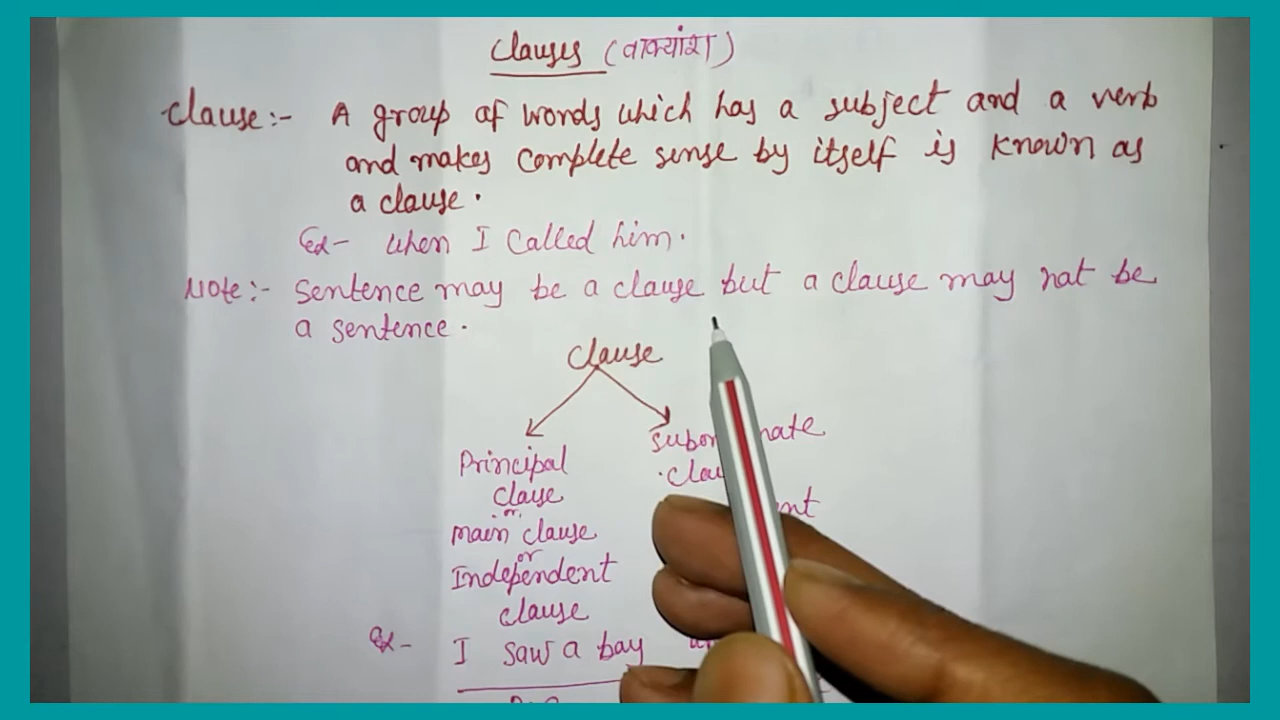 Clauses (वाक्यांश)
Clause:- A group of words which has a subject and a verb
and makes complete sense by itself is known as
a clause.
Ex- when I called him.
Note:- Sentence may be a clause but a clause may not be
a sentence.
Clause
Principal
clause
or
main clause
or
Independent
clause
Ex- I saw a boy